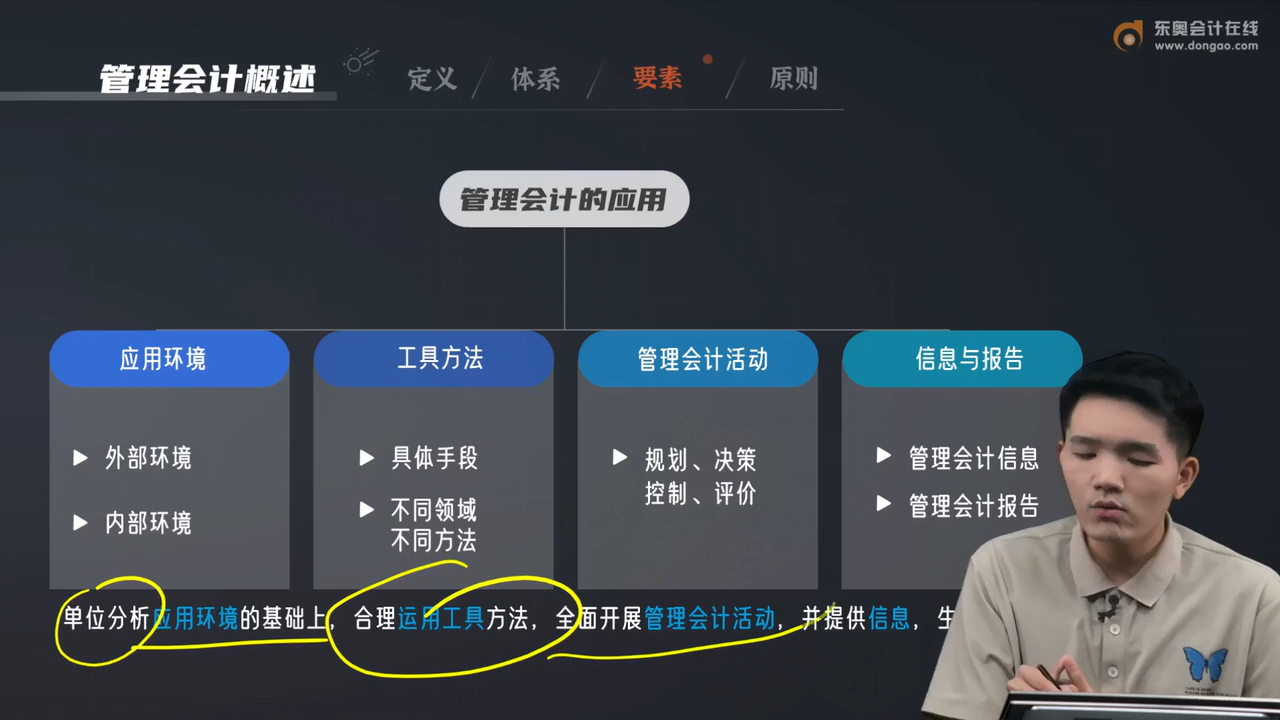 东奥会计在线
www.dongao.com
管理会计概述
定义 / 体系 / 要素 / 原则
管理会计的应用
应用环境
外部环境
内部环境
工具方法
具体手段
不同领域
不同方法
管理会计活动
规划、决策
控制、评价
信息与报告
管理会计信息
管理会计报告
单位分析应用环境的基础上，合理运用工具方法，全面开展管理会计活动，并提供信息，生